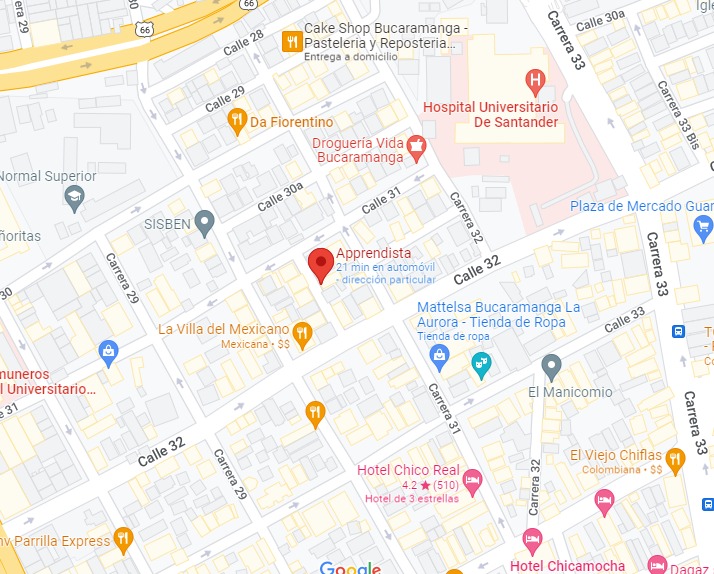 rera 29
66
66
Calle 28
Cake Shop Bucaramanga -
Pasteleria y Reposteria...
Entrega a domicilio
Carrera 33
Calle 30a
Igle
Calle 29
Da Fiorentino
Hospital Universitario
De Santander
Carrera 33 Bis
Droguería Vida
Bucaramanga
Normal Superior
Calle 30a
Calle 31
SISBEN
Carrera 32
Plaza de Mercado Guar
ñoritas
Apprendista
21 min en automóvil
- dirección particular
Calle 32
Carrera 33
Carrera 29
30
Mattelsa Bucaramanga La
Aurora - Tienda de Ropa
Tienda de ropa
Calle 33
La Villa del Mexicano
Mexicana • $$
muneros
l Universitario...
El Manicomio
31
Carrera 31
Carrera 33
Calle 32
Carrera 29
El Viejo Chiflas
Colombiana • $$
Hotel Chico Real
4.2 ★ (510)
Hotel de 3 estrellas
Carrera 32
nv Parrilla Express
Hotel Chicamocha
Google
Dagaz